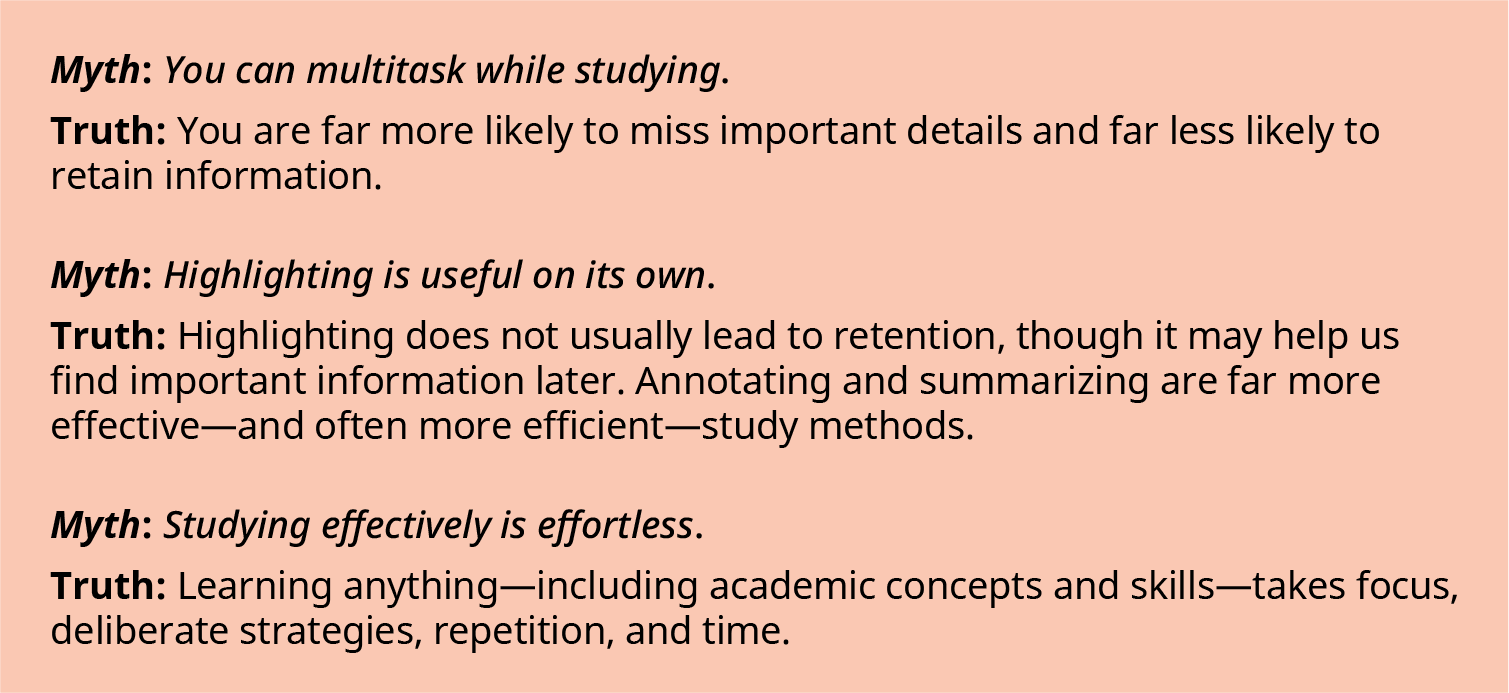 Myth: You can multitask while studying.
Truth: You are far more likely to miss important details and far less likely to
retain information.
Myth: Highlighting is useful on its own.
Truth: Highlighting does not usually lead to retention, though it may help us
find important information later. Annotating and summarizing are far more
effective—and often more efficient—study methods.
Myth: Studying effectively is effortless.
Truth: Learning anything—including academic concepts and skills—takes focus,
deliberate strategies, repetition, and time.